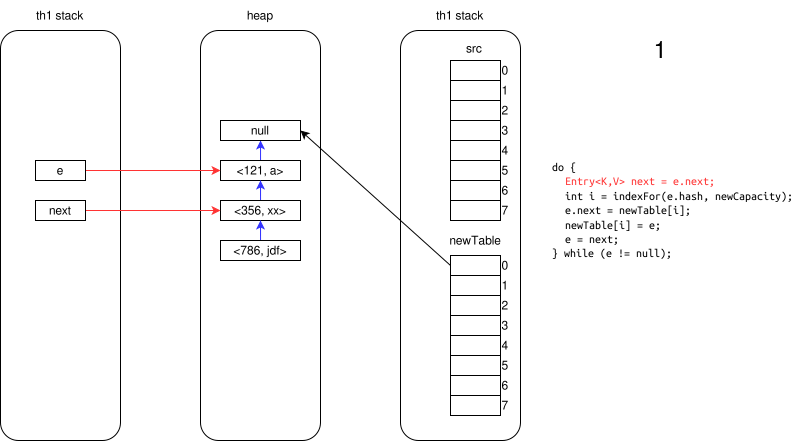 th1 stack
heap
th1 stack
1
src
0
1
2
3
4
5
6
7
null
<121, a>
<356, xx>
<786, jdf>
e
next
newTable
0
1
2
3
4
5
6
7
do {
Entry<K,V> next = e.next;
int i = indexFor(e.hash, newCapacity);
e.next = newTable[i];
newTable[i] = e;
e = next;
} while (e != null);